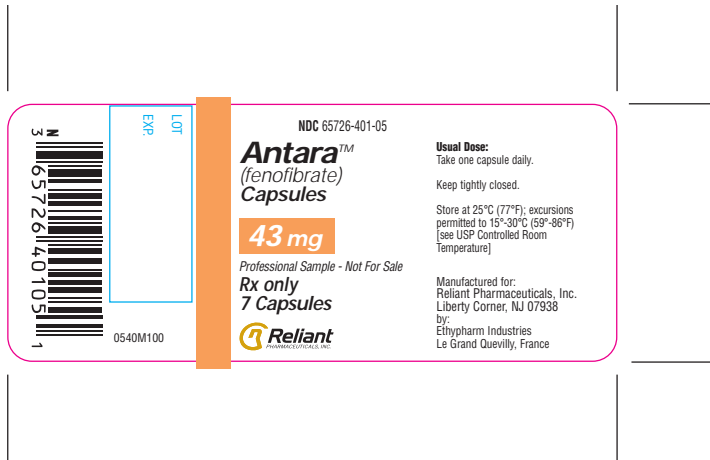 N
3 65726 40105 1
LOT
EXP.
0540M100
NDC 65726-401-05
Antara™
(fenofibrate)
Capsules
43 mg
Professional Sample - Not For Sale
Rx only
7 Capsules
R Reliant
PHARMACEUTICALS, INC.
Usual Dose:
Take one capsule daily.
Keep tightly closed.
Store at 25°C (77°F); excursions
permitted to 15°-30°C (59°-86°F)
[see USP Controlled Room
Temperature]
Manufactured for:
Reliant Pharmaceuticals, Inc.
Liberty Corner, NJ 07938
by:
Ethypharm Industries
Le Grand Quevilly, France